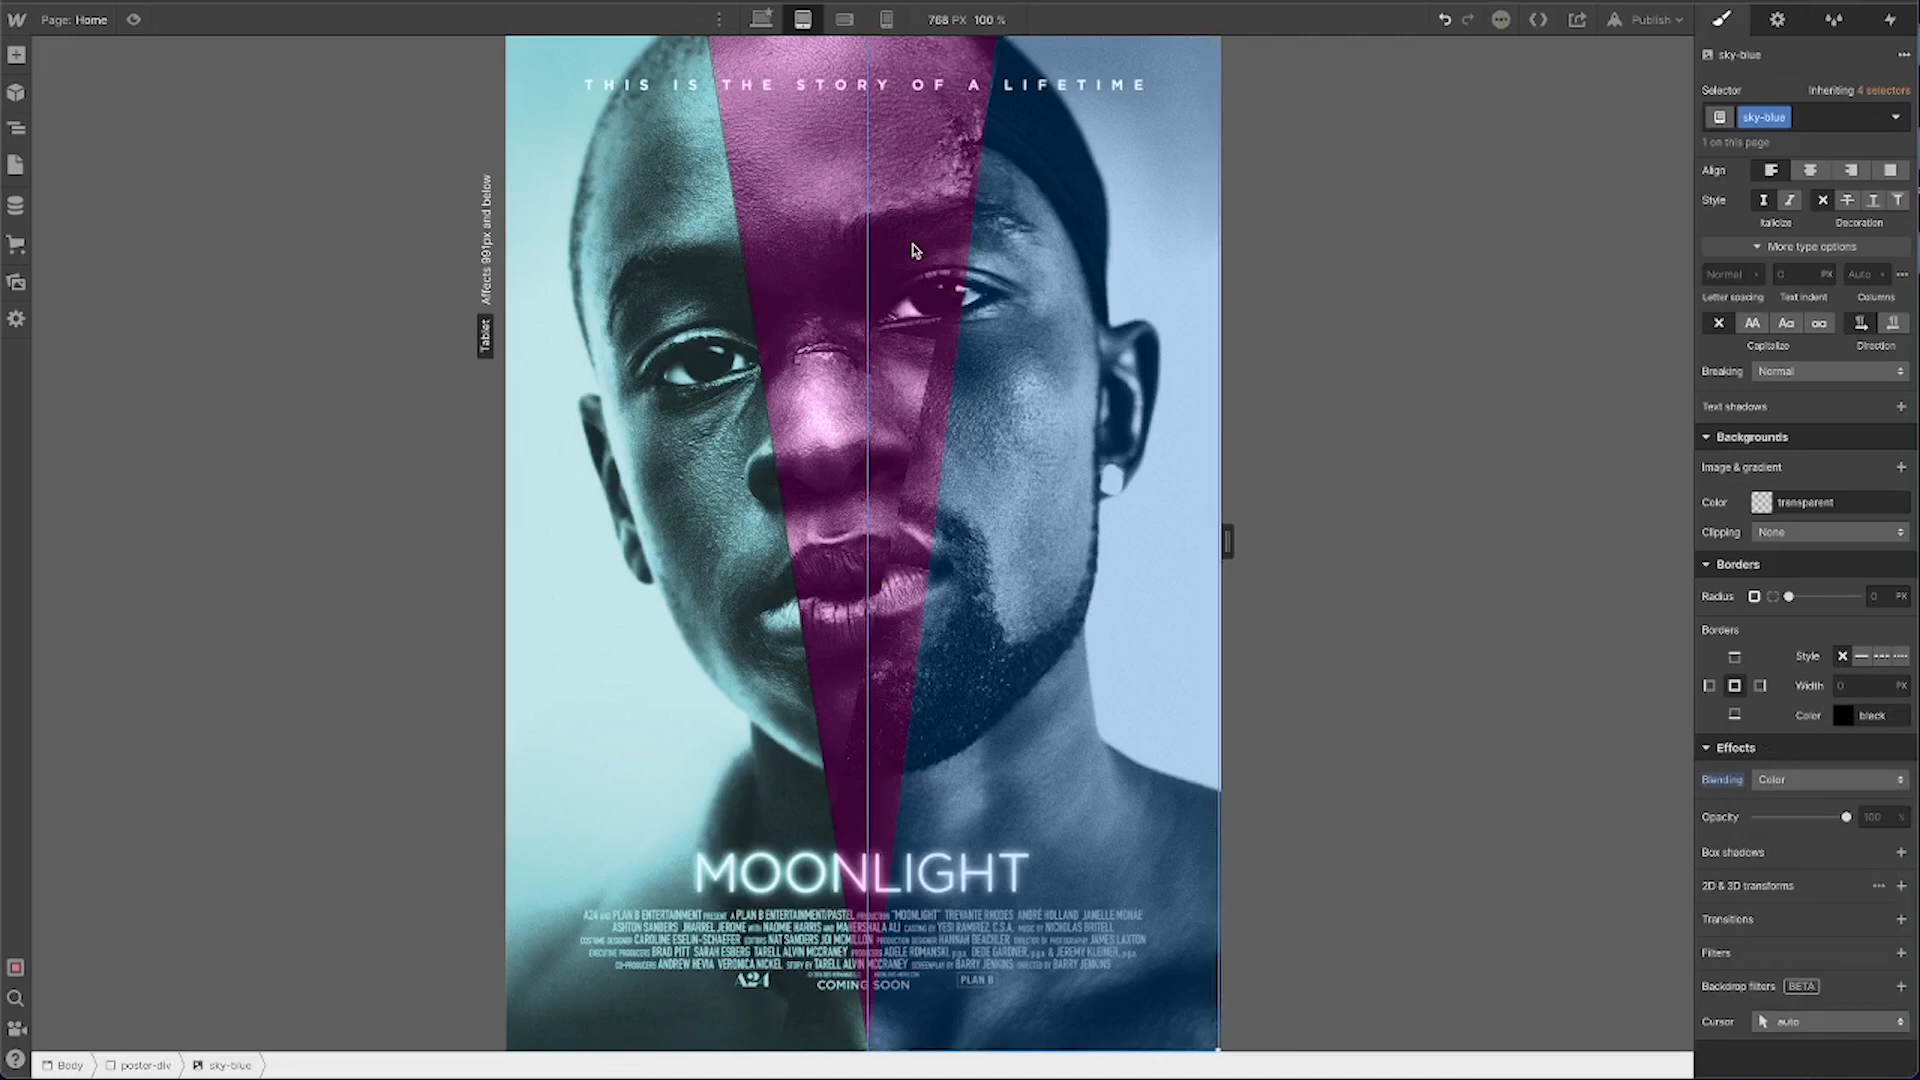 Page: Home
768 PX 100 %
Publish
THIS IS THE STORY OF A LIFETIME
Affects 991px and below
Tablet
MOONLIGHT
A24 AND PLAN B ENTERTAINMENT PRESENT A PLAN B ENTERTAINMENT/PASTEL PRODUCTION "MOONLIGHT" TREVANTE RHODES ANDRÉ HOLLAND JANELLE MONÁE
ASHTON SANDERS JHARREL JEROME WITH NAOMIE HARRIS AND MAHERSHALA ALI CASTING BY YESI RAMIREZ, C.S.A. MUSIC BY NICHOLAS BRITELL
COSTUME DESIGNER CAROLINE ESELIN-SCHAEFER EDITORS NAT SANDERS JOI MCMILLON PRODUCTION DESIGNER HANNAH BEACHLER DIRECTOR OF PHOTOGRAPHY JAMES LAXTON
EXECUTIVE PRODUCERS BRAD PITT SARAH ESBERG TARELL ALVIN MCCRANEY PRODUCERS ADELE ROMANSKI, p.g.a. DEDE GARDNER, p.g.a. & JEREMY KLEINER, p.g.a.
CO-PRODUCERS ANDREW HEVIA VERONICA NICKEL STORY BY TARELL ALVIN MCCRANEY SCREENPLAY BY BARRY JENKINS DIRECTED BY BARRY JENKINS
A24
COMING SOON
PLAN B
Body
poster-div
sky-blue
sky-blue
Selector
Inheriting 4 selectors
sky-blue
1 on this page
Align
Style
Italicize
Decoration
More type options
Normal
0 PX
Auto
Letter spacing
Text indent
Columns
AA
Aa
aa
Capitalize
Direction
Breaking
Normal
Text shadows
Backgrounds
Image & gradient
Color
transparent
Clipping
None
Borders
Radius
0 PX
Borders
Style
Width
0 PX
Color
black
Effects
Blending
Color
Opacity
100 %
Box shadows
2D & 3D transforms
Transitions
Filters
Backdrop filters
BETA
Cursor
auto